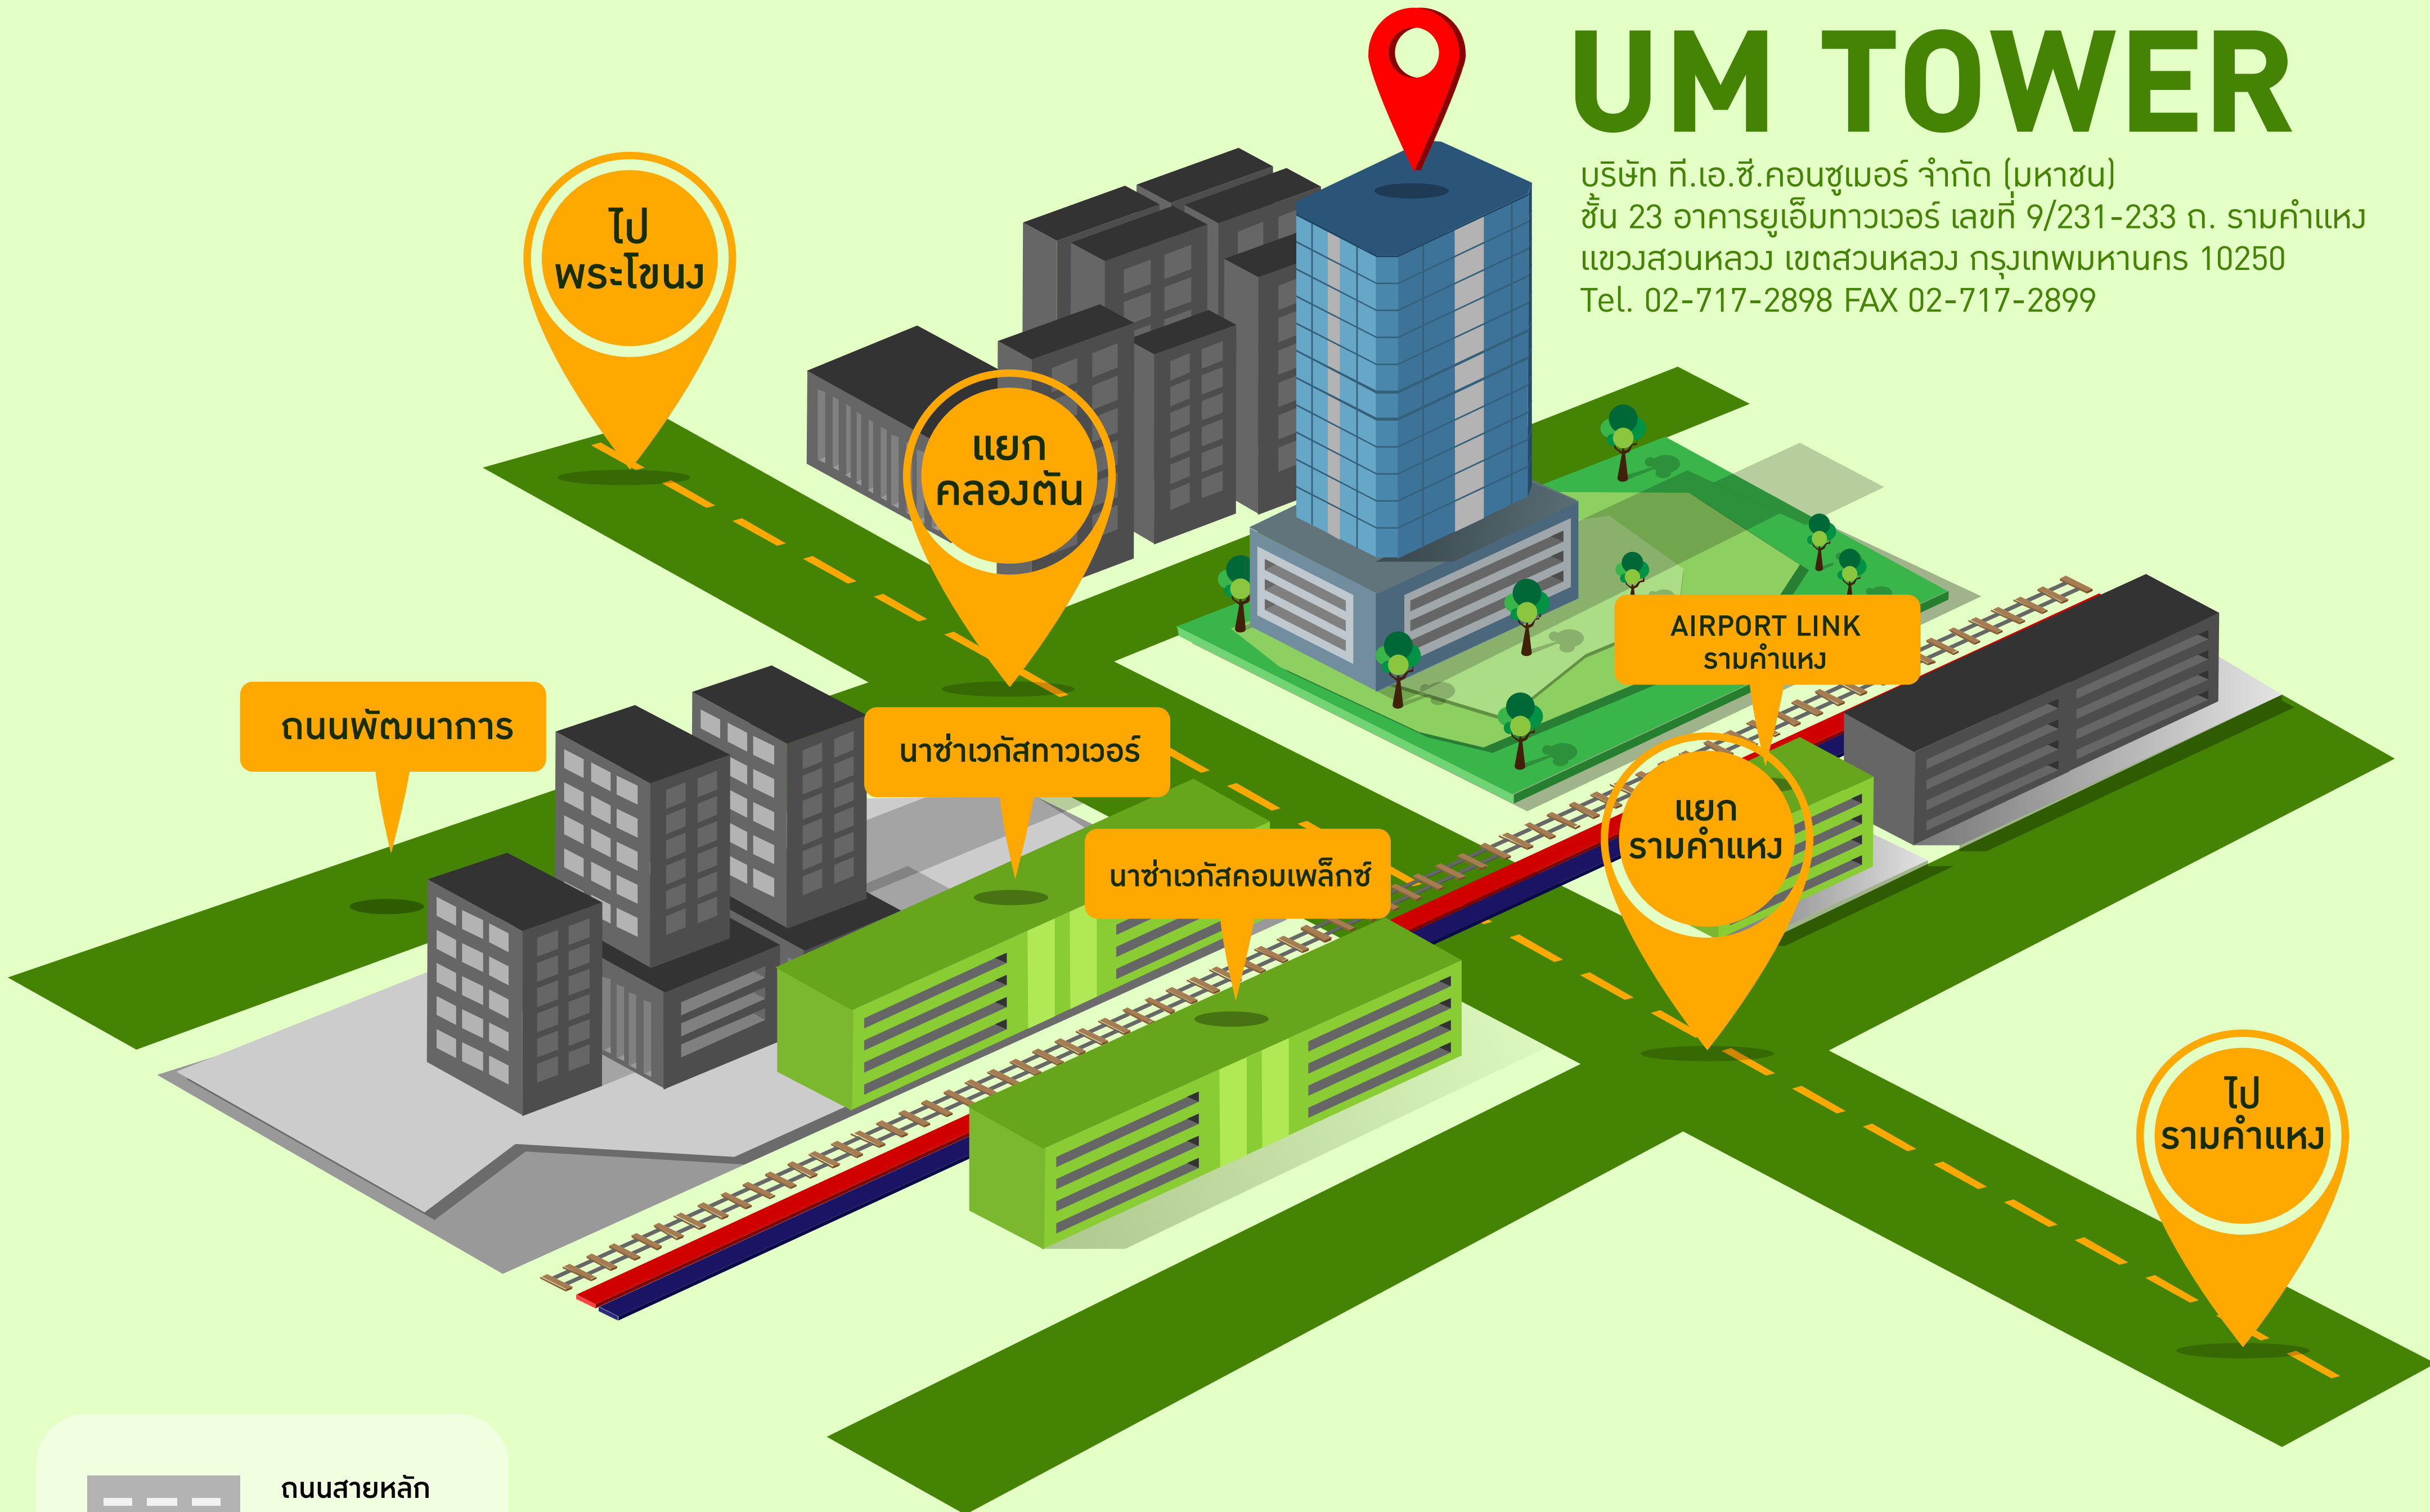 UM TOWER
บริษัท ที.เอ.ซี.คอนซูเมอร์ จำกัด (มหาชน)
ชั้น 23 อาคารยูเอ็มทาวเวอร์ เลขที่ 9/231-233 ถ. รามคำแหง
แขวงสวนหลวง เขตสวนหลวง กรุงเทพมหานคร 10250
Tel. 02-717-2898 FAX 02-717-2899
ไป
พระโขนง
แยก
คลองตัน
AIRPORT LINK
รามคำแหง
ถนนพัฒนาการ
นาซ่าเวกัสทาวเวอร์
แยก
รามคำแหง
นาซ่าเวกัสคอมเพล็กซ์
ไป
รามคำแหง
ถนนสายหลัก